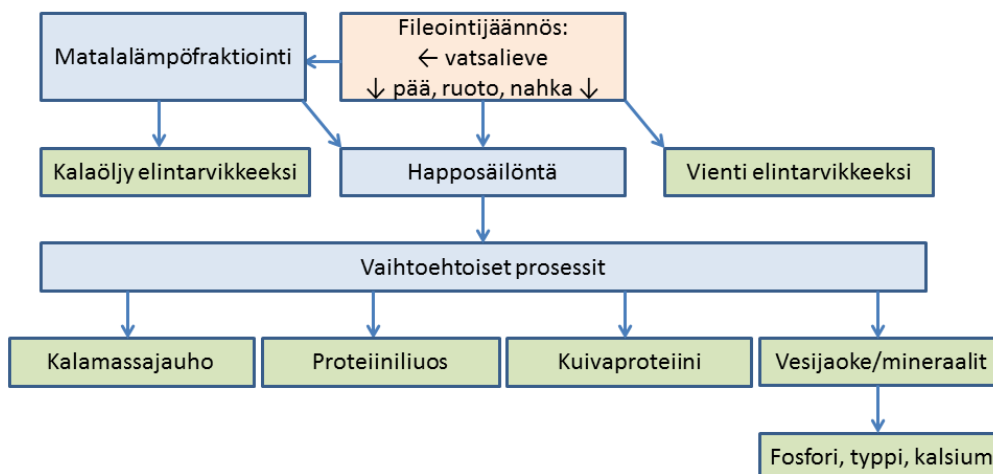 Matalalämpöfraktiointi
Fileointijäännös:
← vatsalieve
↓ pää, ruoto, nahka ↓
Kalaöljy elintarvikkeeksi
Happosäilöntä
Vienti elintarvikkeeksi
Vaihtoehtoiset prosessit
Kalamassajauho
Proteiiniliuos
Kuivaproteiini
Vesijaoke/mineraalit
Fosfori, typpi, kalsium